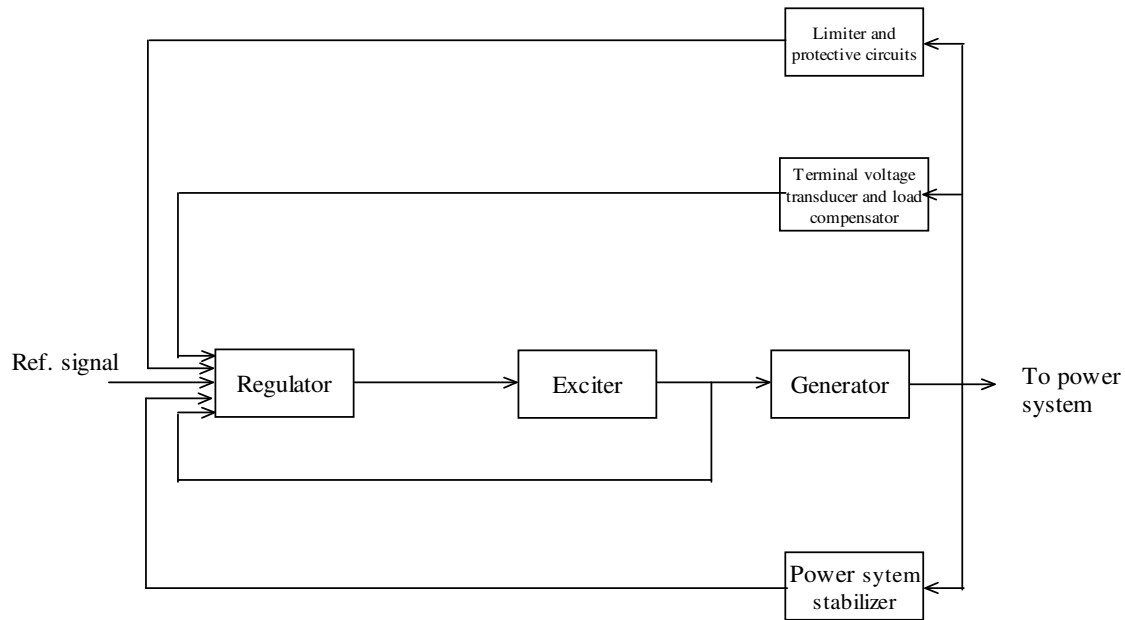 Limiter and
protective circuits
Terminal voltage
transducer and load
compensator
Ref. signal
Regulator
Exciter
Generator
To power
system
Power sytem
stabilizer